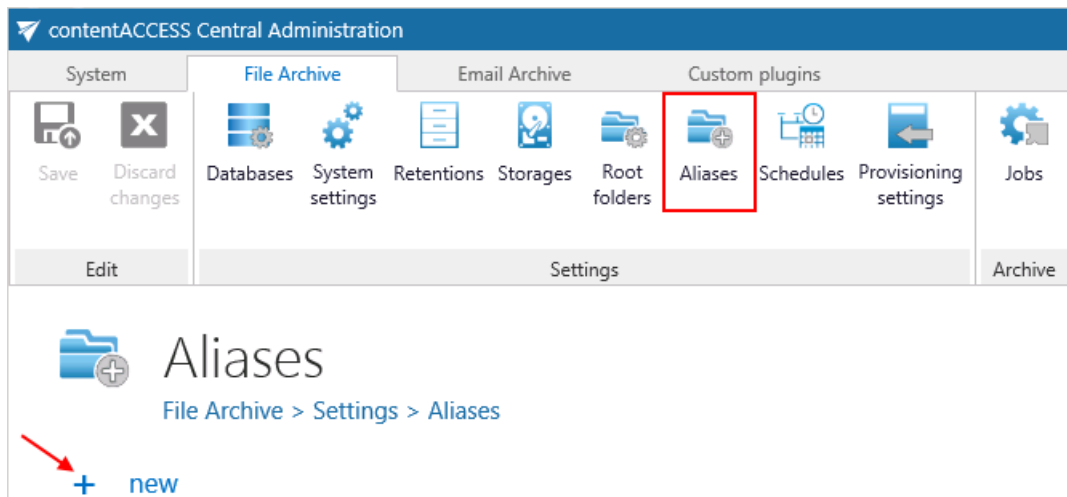 contentACCESS Central Administration
System File Archive Email Archive Custom plugins
Save Discard changes Databases System settings Retentions Storages Root folders Aliases Schedules Provisioning settings Jobs
Edit Settings Archive
Aliases
File Archive > Settings > Aliases
+ new